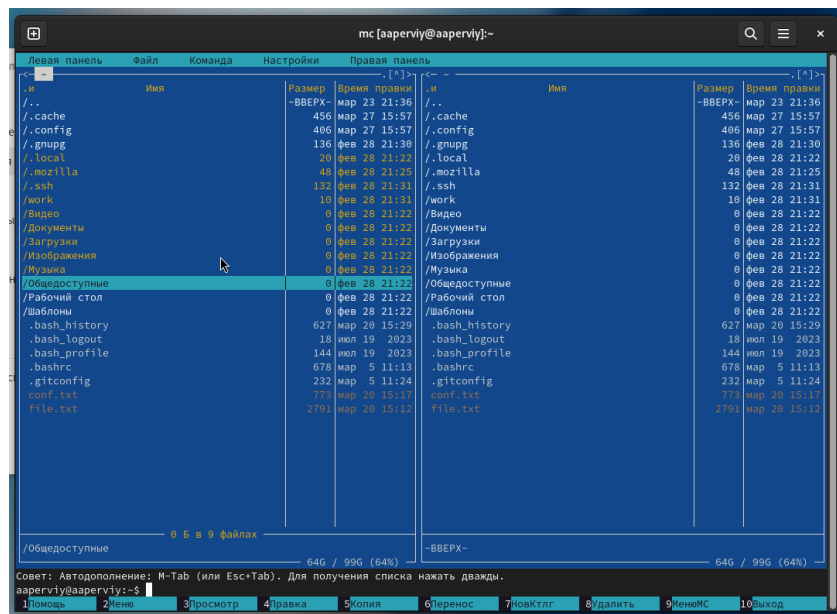 mc [aaperviy@aaperviy]:~
Левая панель Файл Команда Настройки Правая панель
<- ~ .[^]> <- ~ .[^]>
.и Имя Размер Время правки .и Имя Размер Время правки
/.. -ВВЕРХ- мар 23 21:36 /.. -ВВЕРХ- мар 23 21:36
/.cache 456 мар 27 15:57 /.cache 456 мар 27 15:57
/.config 406 мар 27 15:57 /.config 406 мар 27 15:57
/.gnupg 136 фев 28 21:30 /.gnupg 136 фев 28 21:30
/.local 20 фев 28 21:22 /.local 20 фев 28 21:22
/.mozilla 48 фев 28 21:25 /.mozilla 48 фев 28 21:25
/.ssh 132 фев 28 21:31 /.ssh 132 фев 28 21:31
/work 10 фев 28 21:31 /work 10 фев 28 21:31
/Видео 0 фев 28 21:22 /Видео 0 фев 28 21:22
/Документы 0 фев 28 21:22 /Документы 0 фев 28 21:22
/Загрузки 0 фев 28 21:22 /Загрузки 0 фев 28 21:22
/Изображения 0 фев 28 21:22 /Изображения 0 фев 28 21:22
/Музыка 0 фев 28 21:22 /Музыка 0 фев 28 21:22
/Общедоступные 0 фев 28 21:22 /Общедоступные 0 фев 28 21:22
/Рабочий стол 0 фев 28 21:22 /Рабочий стол 0 фев 28 21:22
/Шаблоны 0 фев 28 21:22 /Шаблоны 0 фев 28 21:22
.bash_history 627 мар 20 15:29 .bash_history 627 мар 20 15:29
.bash_logout 18 июл 19 2023 .bash_logout 18 июл 19 2023
.bash_profile 144 июл 19 2023 .bash_profile 144 июл 19 2023
.bashrc 678 мар 5 11:13 .bashrc 678 мар 5 11:13
.gitconfig 232 мар 5 11:24 .gitconfig 232 мар 5 11:24
conf.txt 773 мар 20 15:17 conf.txt 773 мар 20 15:17
file.txt 2791 мар 20 15:12 file.txt 2791 мар 20 15:12
0 Б в 9 файлах
/Общедоступные -ВВЕРХ-
64G / 99G (64%) 64G / 99G (64%)
Совет: Автодополнение: M-Tab (или Esc+Tab). Для получения списка нажать дважды.
aaperviy@aaperviy:~$
1Помощь 2Меню 3Просмотр 4Правка 5Копия 6Перенос 7НовКтлг 8Удалить 9МенюMC 10Выход